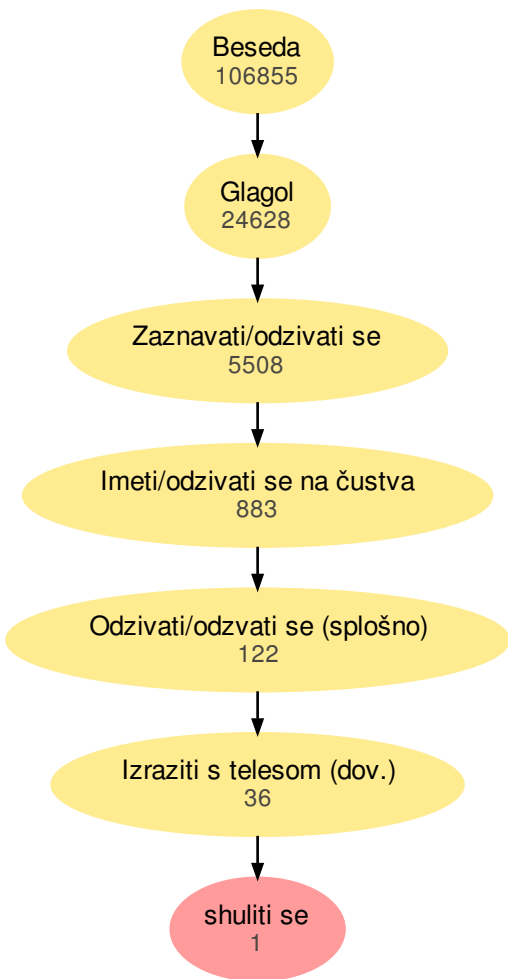 Beseda
106855
Glagol
24628
Zaznavati/odzivati se
5508
Imeti/odzivati se na čustva
883
Odzivati/odzvati se (splošno)
122
Izraziti s telesom (dov.)
36
shuliti se
1